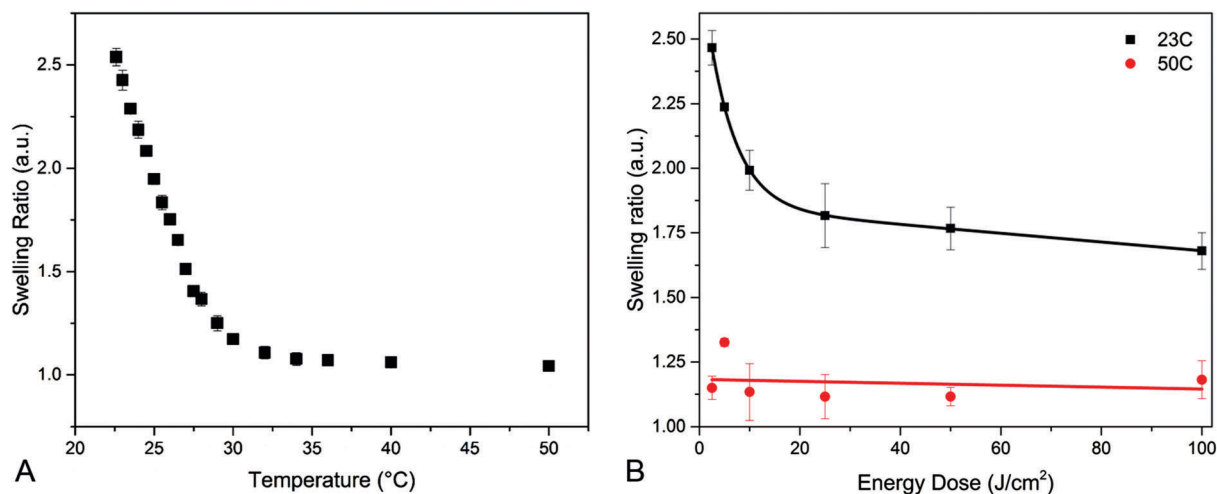 Swelling Ratio (a.u.)
2.5
2.0
1.5
1.0
20 25 30 35 40 45 50
Temperature (°C)
A
Swelling ratio (a.u.)
2.50
2.25
2.00
1.75
1.50
1.25
1.00
23C
50C
0 20 40 60 80 100
Energy Dose (J/cm²)
B